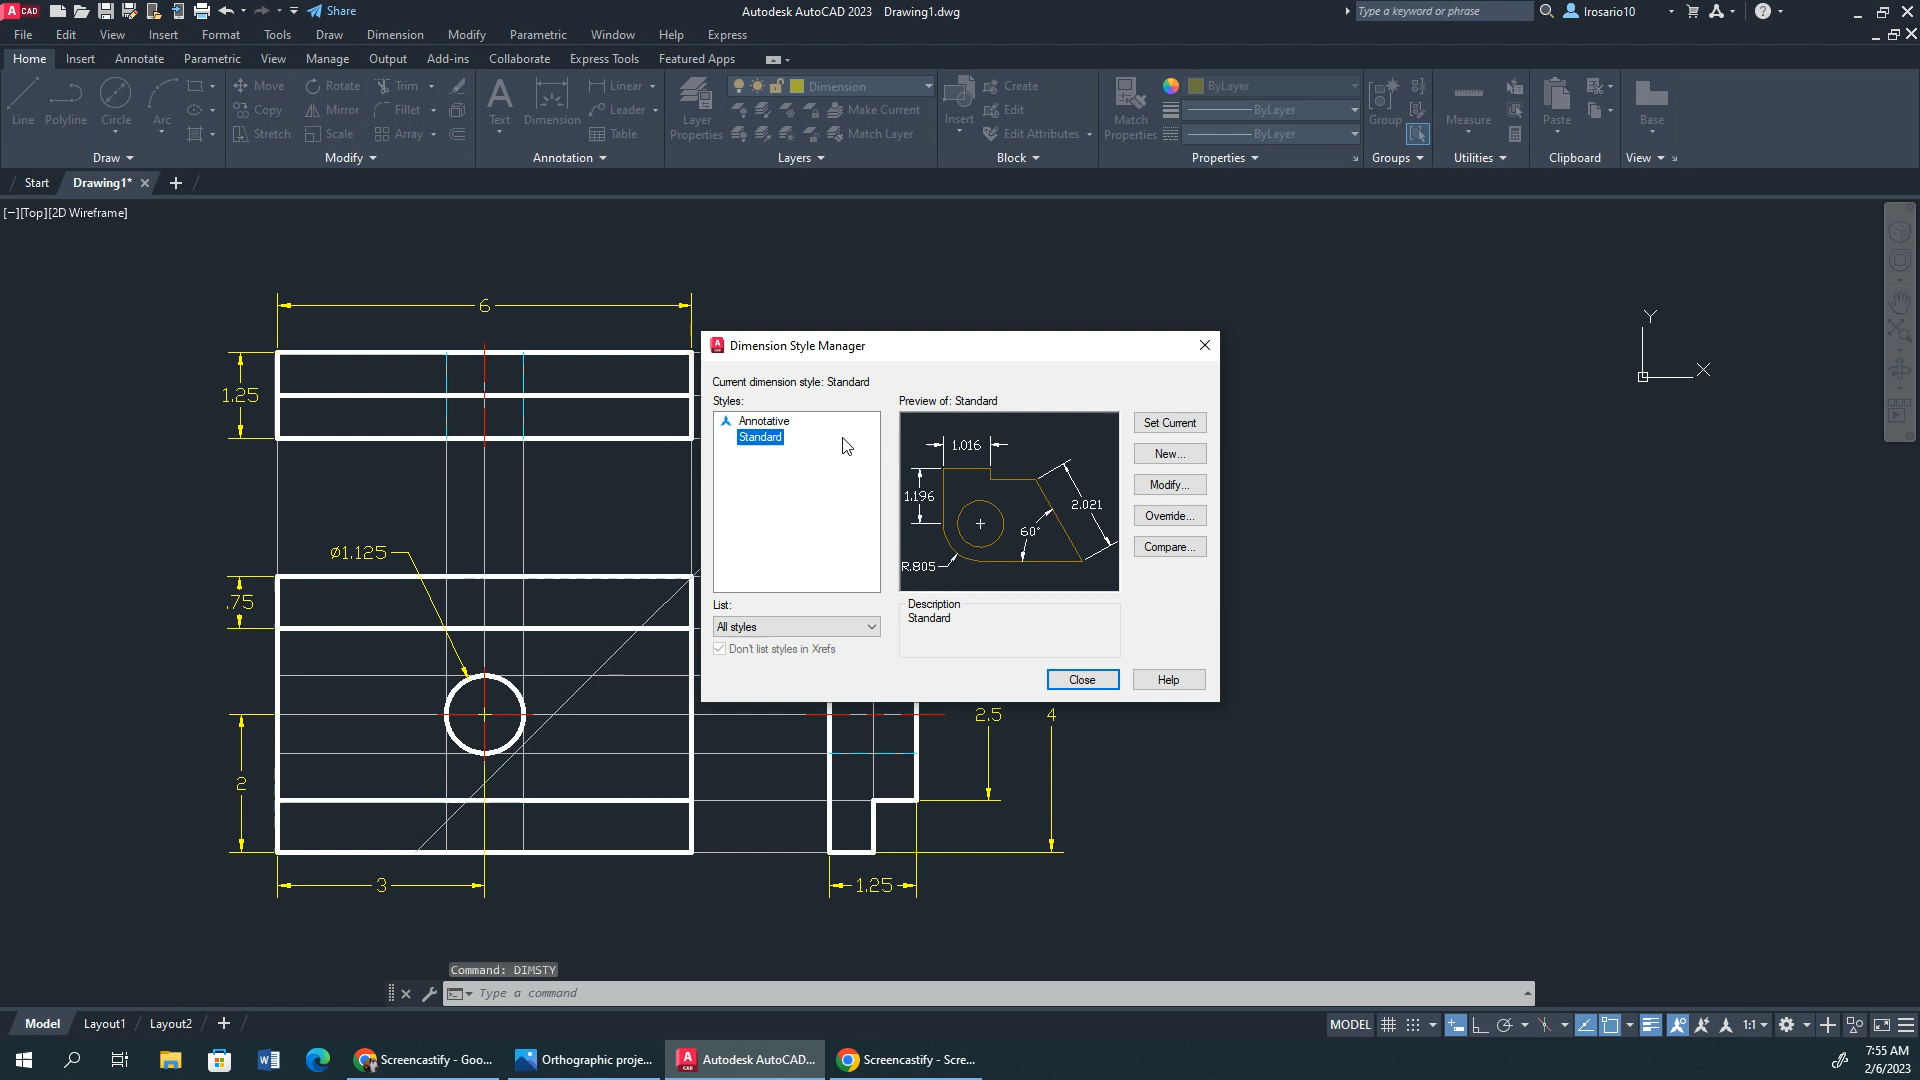 CAD Share Autodesk AutoCAD 2023 Drawing1.dwg Type a keyword or phrase lrosario10
File Edit View Insert Format Tools Draw Dimension Modify Parametric Window Help Express
Home Insert Annotate Parametric View Manage Output Add-ins Collaborate Express Tools Featured Apps
Move Rotate Trim Linear Dimension Create ByLayer
Line Polyline Circle Arc Copy Mirror Fillet Text Dimension Leader Layer Properties Make Current Insert Edit Match Properties ByLayer Group Measure Paste Base
Stretch Scale Array Table Match Layer Edit Attributes ByLayer
Draw Modify Annotation Layers Block Properties Groups Utilities Clipboard View
Start Drawing1*
[−][Top][2D Wireframe]
6
Y
X
1.25
Dimension Style Manager
Current dimension style: Standard
Styles:
Annotative
Standard
Preview of: Standard
1.016
1.196
2.021
60°
R.805
Set Current
New...
Modify...
Override...
Compare...
List:
All styles
Don't list styles in Xrefs
Description
Standard
Close Help
Ø1.125
.75
2
2.5 4
3 1.25
Command: DIMSTY
Type a command
Model Layout1 Layout2 MODEL 1:1
Screencastify - Goo... Orthographic proje... Autodesk AutoCAD... Screencastify - Scre...
7:55 AM
2/6/2023